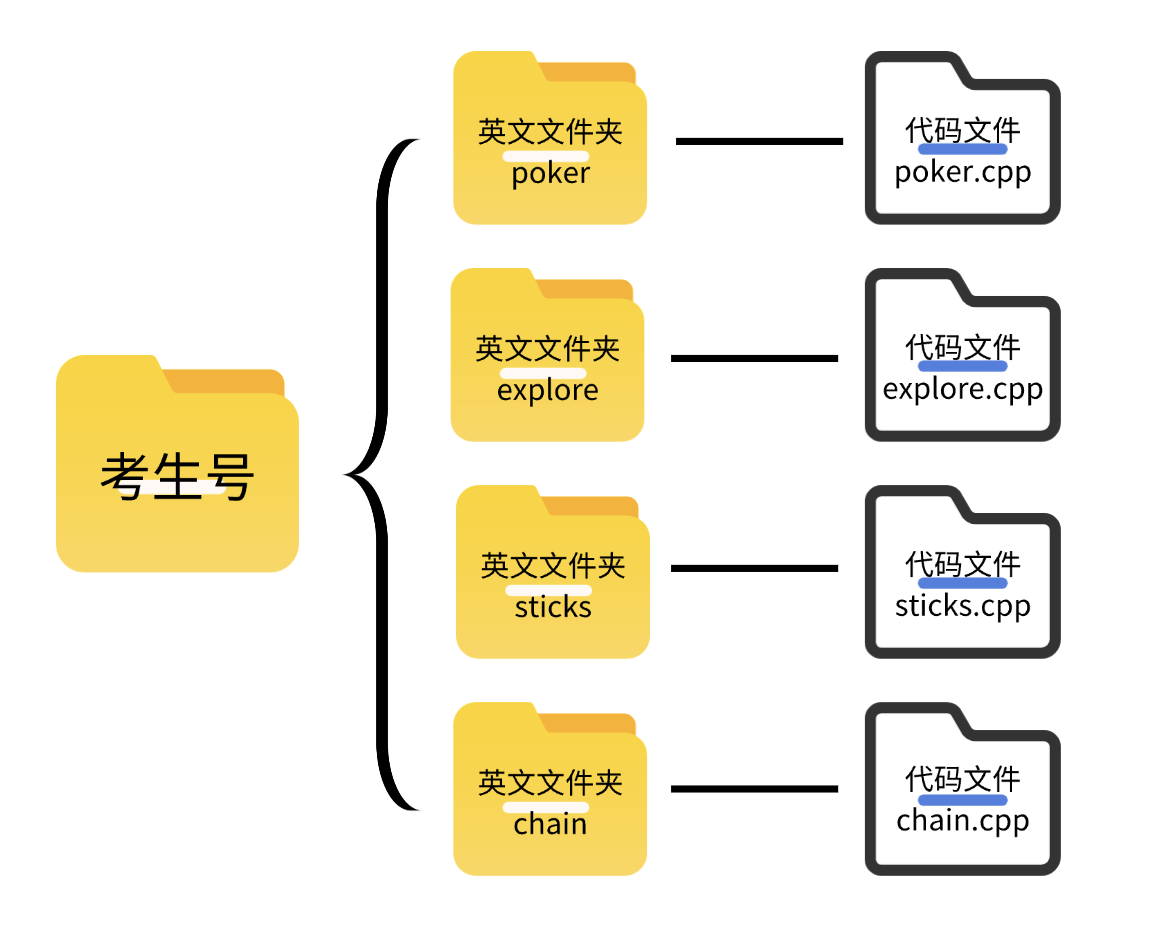 考生号
英文文件夹
poker
代码文件
poker.cpp
英文文件夹
explore
代码文件
explore.cpp
英文文件夹
sticks
代码文件
sticks.cpp
英文文件夹
chain
代码文件
chain.cpp